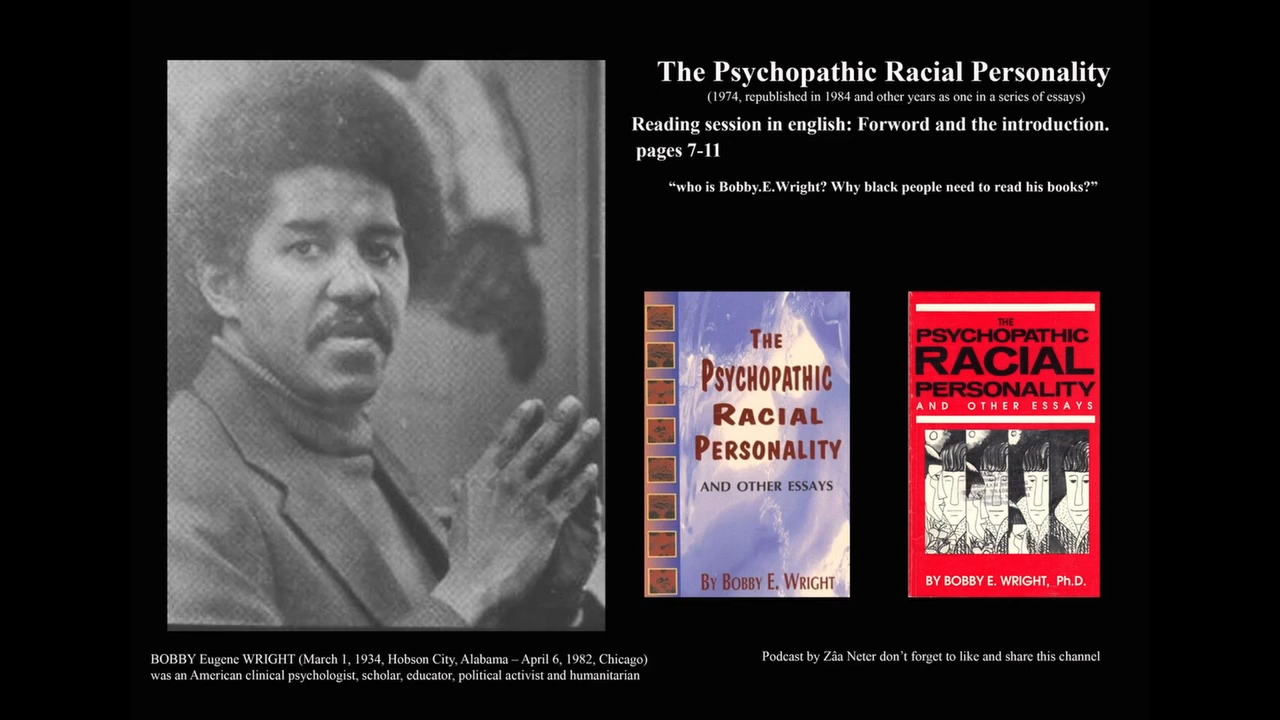 The Psychopathic Racial Personality
(1974, republished in 1984 and other years as one in a series of essays)
Reading session in english: Forword and the introduction.
pages 7-11
“who is Bobby.E.Wright? Why black people need to read his books?”
THE
PSYCHOPATHIC
RACIAL
PERSONALITY
AND OTHER ESSAYS
BY BOBBY E. WRIGHT
THE
PSYCHOPATHIC
RACIAL
PERSONALITY
AND OTHER ESSAYS
BY BOBBY E. WRIGHT, Ph.D.
BOBBY Eugene WRIGHT (March 1, 1934, Hobson City, Alabama – April 6, 1982, Chicago)
was an American clinical psychologist, scholar, educator, political activist and humanitarian
Podcast by Zâa Neter don’t forget to like and share this channel